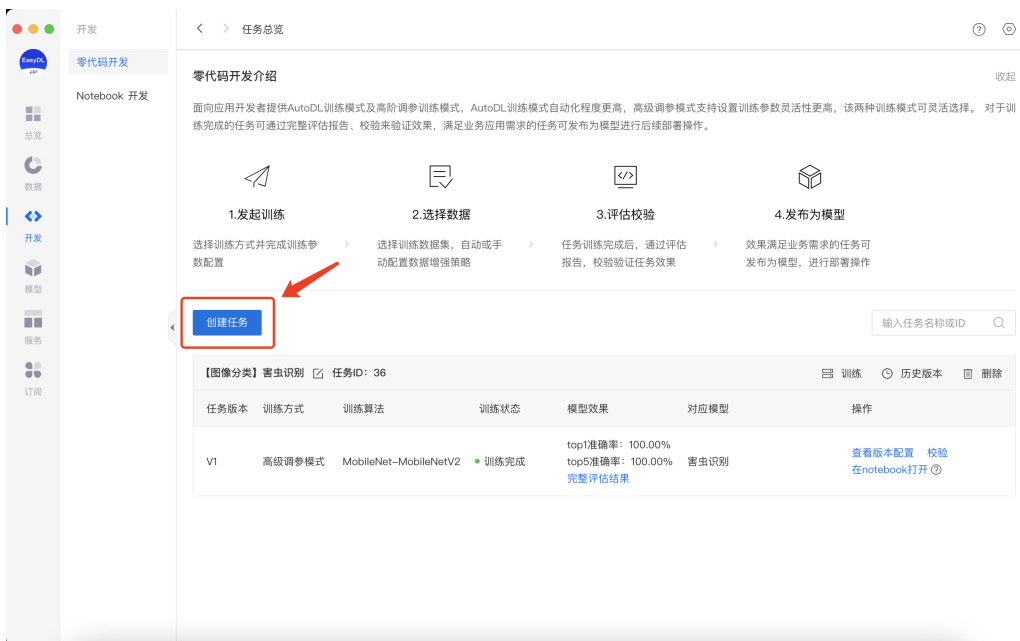 开发
任务总览
EasyDL
零代码开发
Notebook 开发
总览
数据
开发
模型
服务
订阅
零代码开发介绍
收起
面向应用开发者提供AutoDL训练模式及高阶调参训练模式，AutoDL训练模式自动化程度更高，高级调参模式支持设置训练参数灵活性更高，该两种训练模式可灵活选择。 对于训
练完成的任务可通过完整评估报告、校验来验证效果，满足业务应用需求的任务可发布为模型进行后续部署操作。
1.发起训练
2.选择数据
3.评估校验
4.发布为模型
选择训练方式并完成训练参
数配置
选择训练数据集，自动或手
动配置数据增强策略
任务训练完成后，通过评估
报告，校验验证任务效果
效果满足业务需求的任务可
发布为模型，进行部署操作
创建任务
输入任务名称或ID
【图像分类】害虫识别 任务ID：36
训练 历史版本 删除
任务版本 训练方式 训练算法 训练状态 模型效果 对应模型 操作
V1 高级调参模式 MobileNet-MobileNetV2 训练完成
top1准确率：100.00%
top5准确率：100.00%
完整评估结果
害虫识别
查看版本配置 校验
在notebook打开